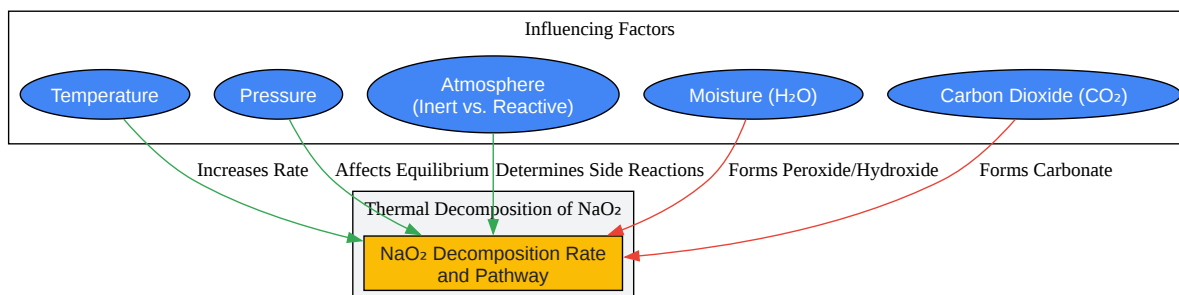 Influencing Factors
Temperature
Pressure
Atmosphere
(Inert vs. Reactive)
Moisture (H₂O)
Carbon Dioxide (CO₂)
Increases Rate
Affects Equilibrium
Determines Side Reactions
Forms Peroxide/Hydroxide
Forms Carbonate
Thermal Decomposition of NaO₂
NaO₂ Decomposition Rate
and Pathway